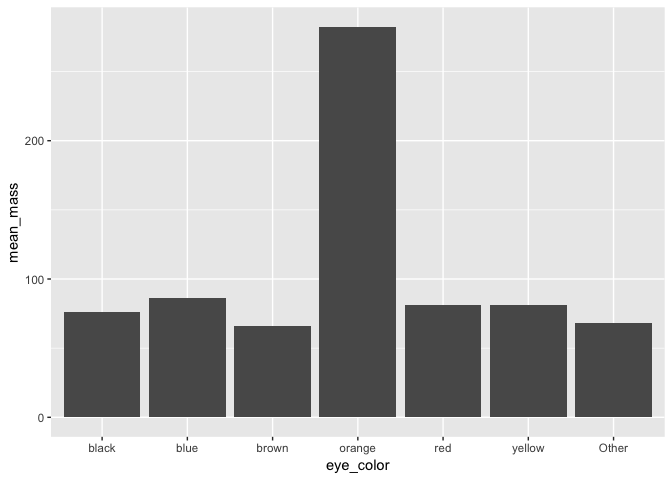 mean_mass
200
100
0
black blue brown orange red yellow Other
eye_color